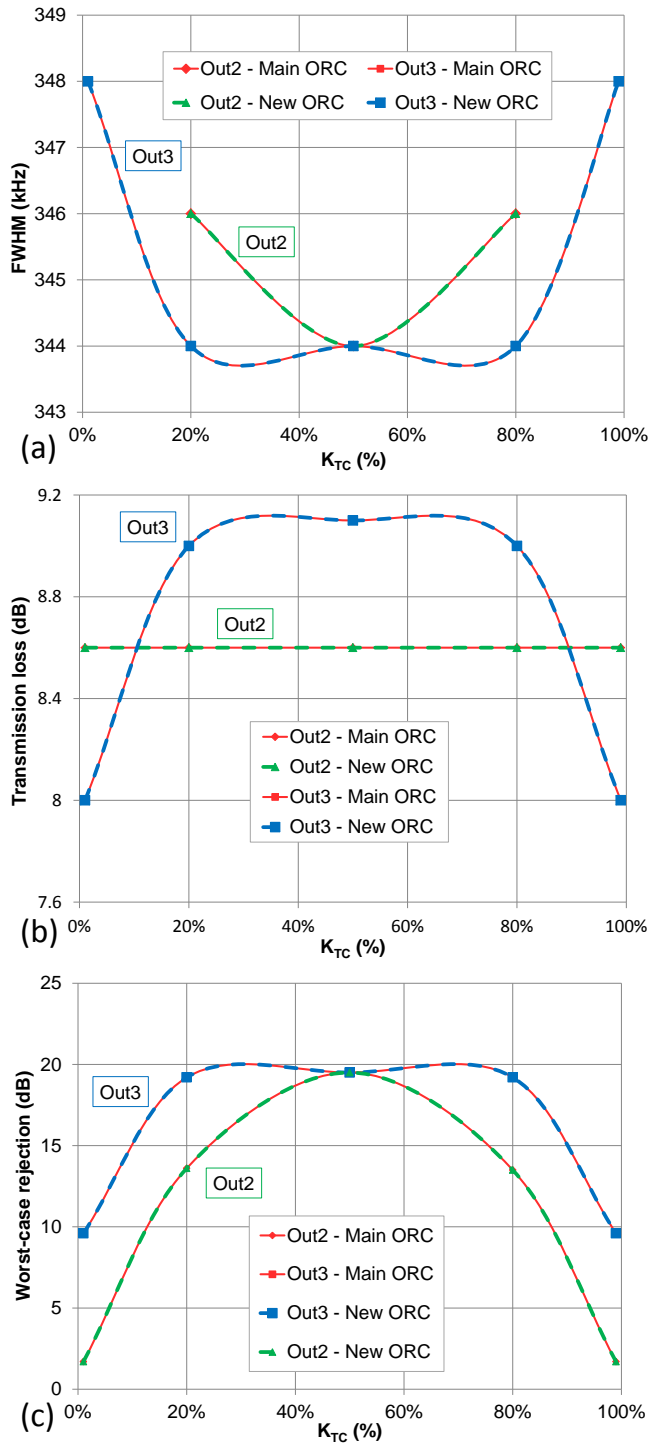 349
348
347
346
345
344
343
FWHM (kHz)
Out2 - Main ORC
Out3 - Main ORC
Out2 - New ORC
Out3 - New ORC
Out3
Out2
0%
20%
40%
60%
80%
100%
K_TC (%)
(a)
9.2
8.8
8.4
8
7.6
Transmission loss (dB)
Out3
Out2
Out2 - Main ORC
Out2 - New ORC
Out3 - Main ORC
Out3 - New ORC
0%
20%
40%
60%
80%
100%
K_TC (%)
(b)
25
20
15
10
5
0
Worst-case rejection (dB)
Out3
Out2
Out2 - Main ORC
Out3 - Main ORC
Out3 - New ORC
Out2 - New ORC
0%
20%
40%
60%
80%
100%
K_TC (%)
(c)